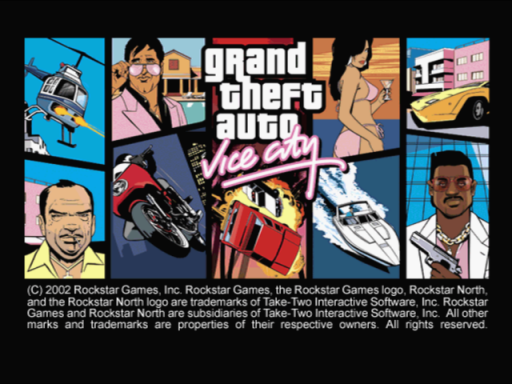 grand
theft
auto
Vice City
(C) 2002 Rockstar Games, Inc. Rockstar Games, the Rockstar Games logo, Rockstar North,
and the Rockstar North logo are trademarks of Take-Two Interactive Software, Inc. Rockstar
Games and Rockstar North are subsidiaries of Take-Two Interactive Software, Inc. All other
marks and trademarks are properties of their respective owners. All rights reserved.